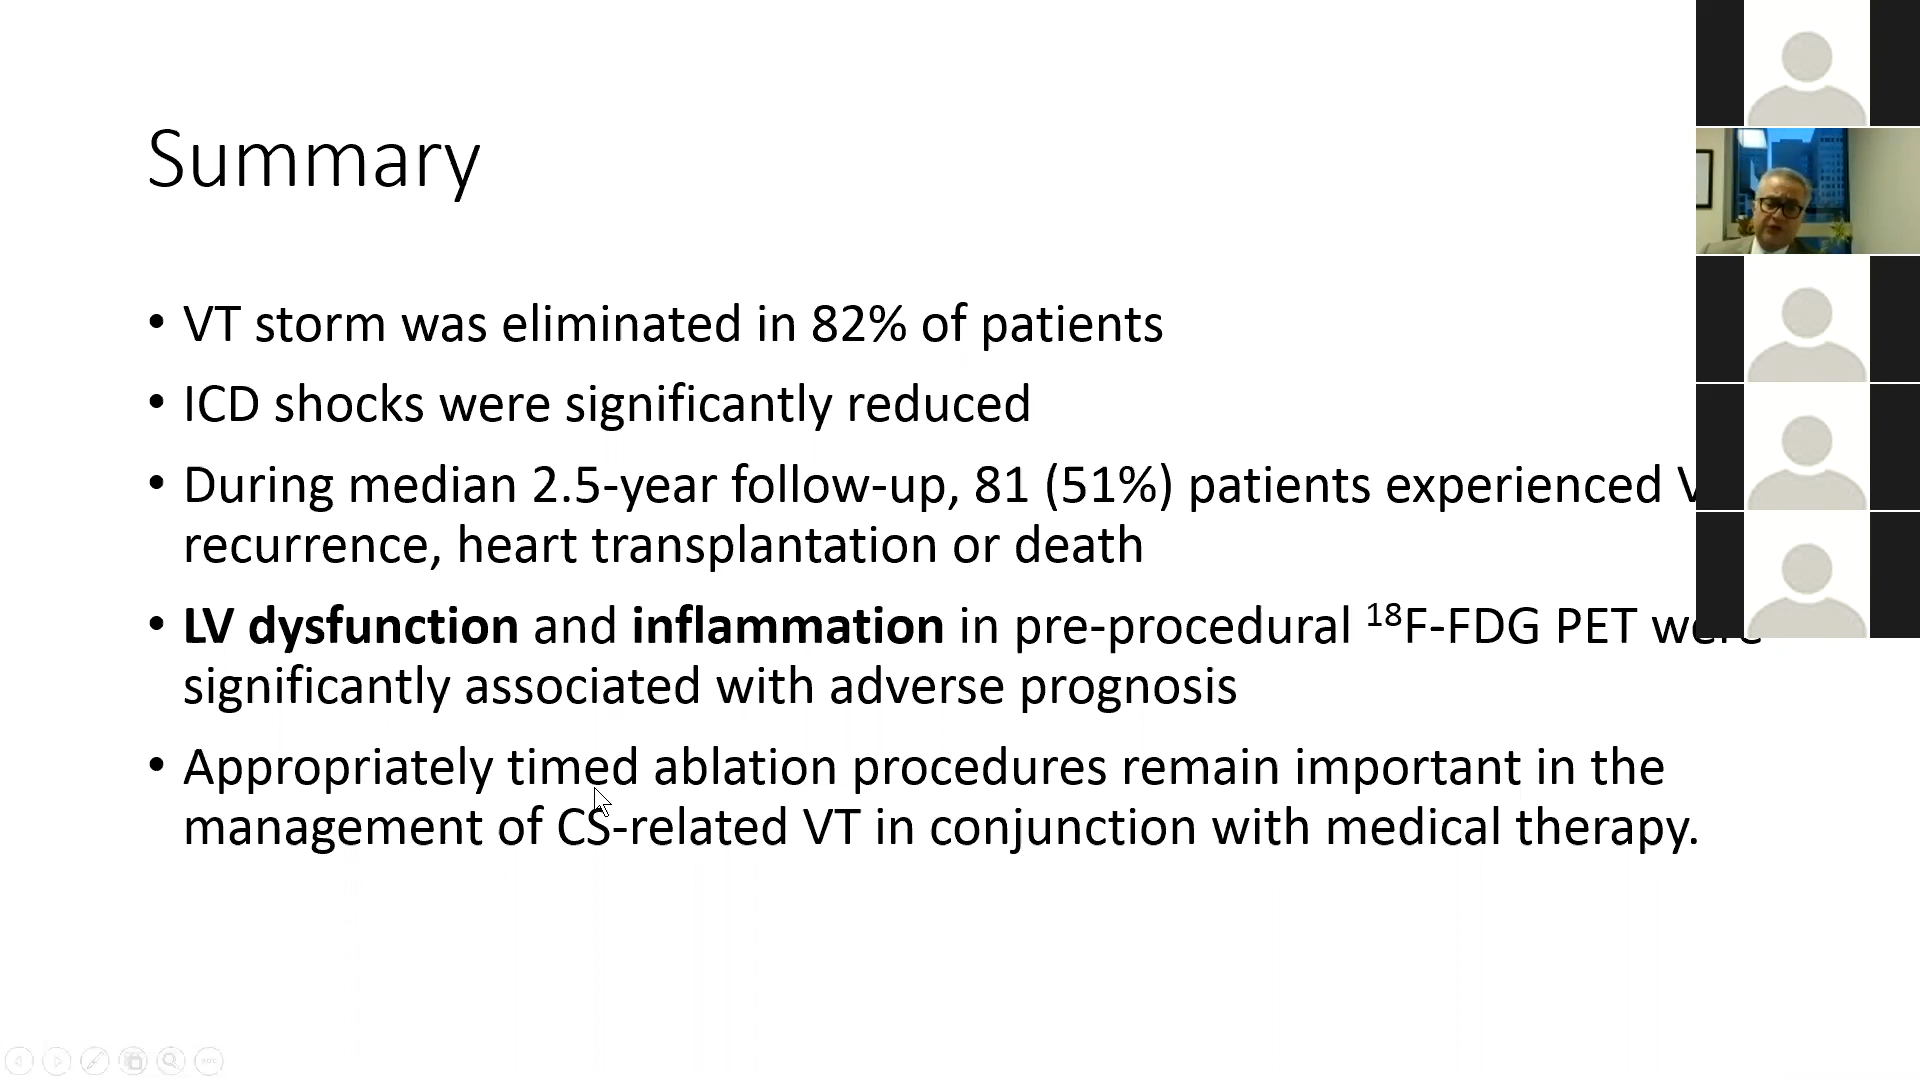 Summary
• VT storm was eliminated in 82% of patients
• ICD shocks were significantly reduced
• During median 2.5-year follow-up, 81 (51%) patients experienced
recurrence, heart transplantation or death
• LV dysfunction and inflammation in pre-procedural ¹⁸F-FDG PET were
significantly associated with adverse prognosis
• Appropriately timed ablation procedures remain important in the
management of CS-related VT in conjunction with medical therapy.